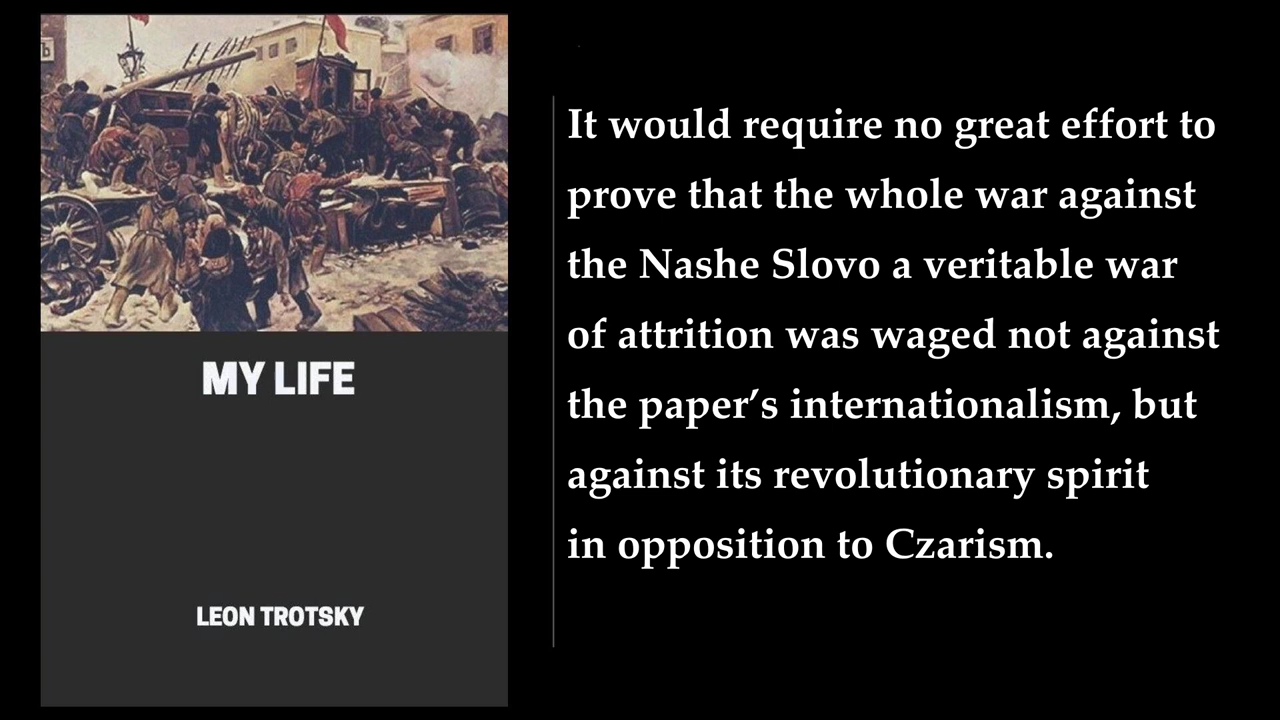 MY LIFE
LEON TROTSKY
It would require no great effort to
prove that the whole war against
the Nashe Slovo a veritable war
of attrition was waged not against
the paper’s internationalism, but
against its revolutionary spirit
in opposition to Czarism.